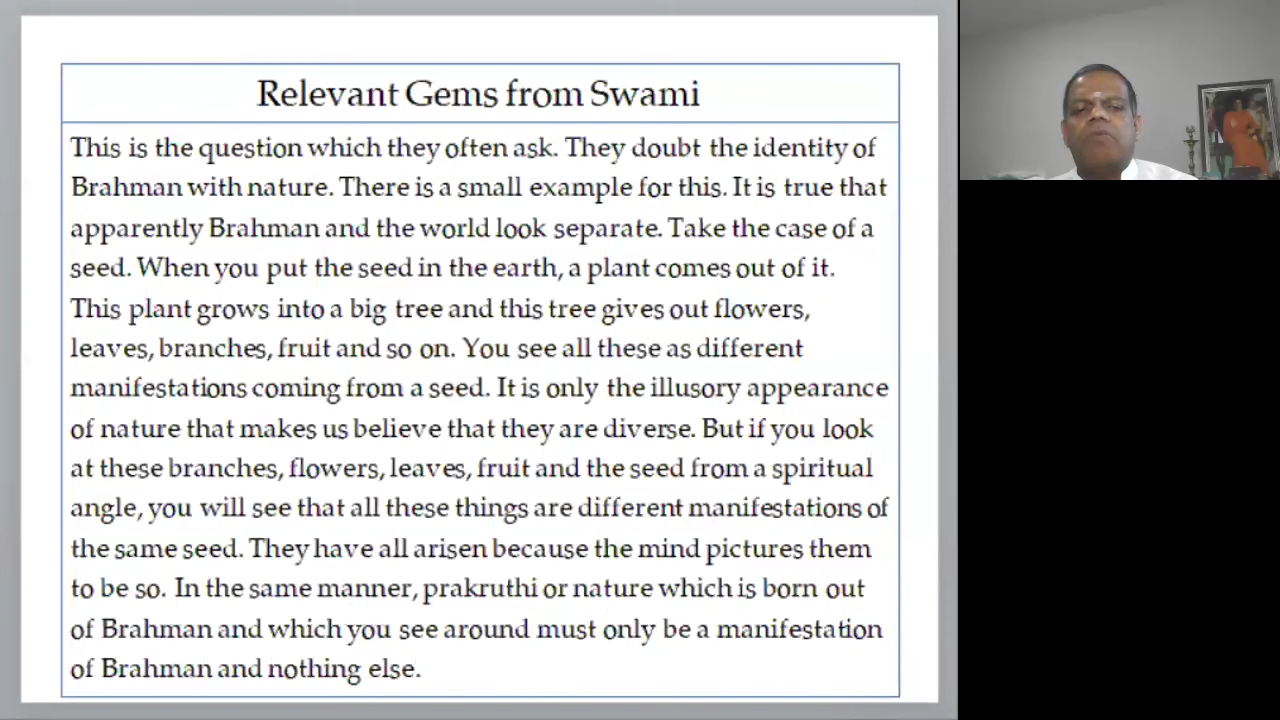 Relevant Gems from Swami
This is the question which they often ask. They doubt the identity of
Brahman with nature. There is a small example for this. It is true that
apparently Brahman and the world look separate. Take the case of a
seed. When you put the seed in the earth, a plant comes out of it.
This plant grows into a big tree and this tree gives out flowers,
leaves, branches, fruit and so on. You see all these as different
manifestations coming from a seed. It is only the illusory appearance
of nature that makes us believe that they are diverse. But if you look
at these branches, flowers, leaves, fruit and the seed from a spiritual
angle, you will see that all these things are different manifestations of
the same seed. They have all arisen because the mind pictures them
to be so. In the same manner, prakruthi or nature which is born out
of Brahman and which you see around must only be a manifestation
of Brahman and nothing else.